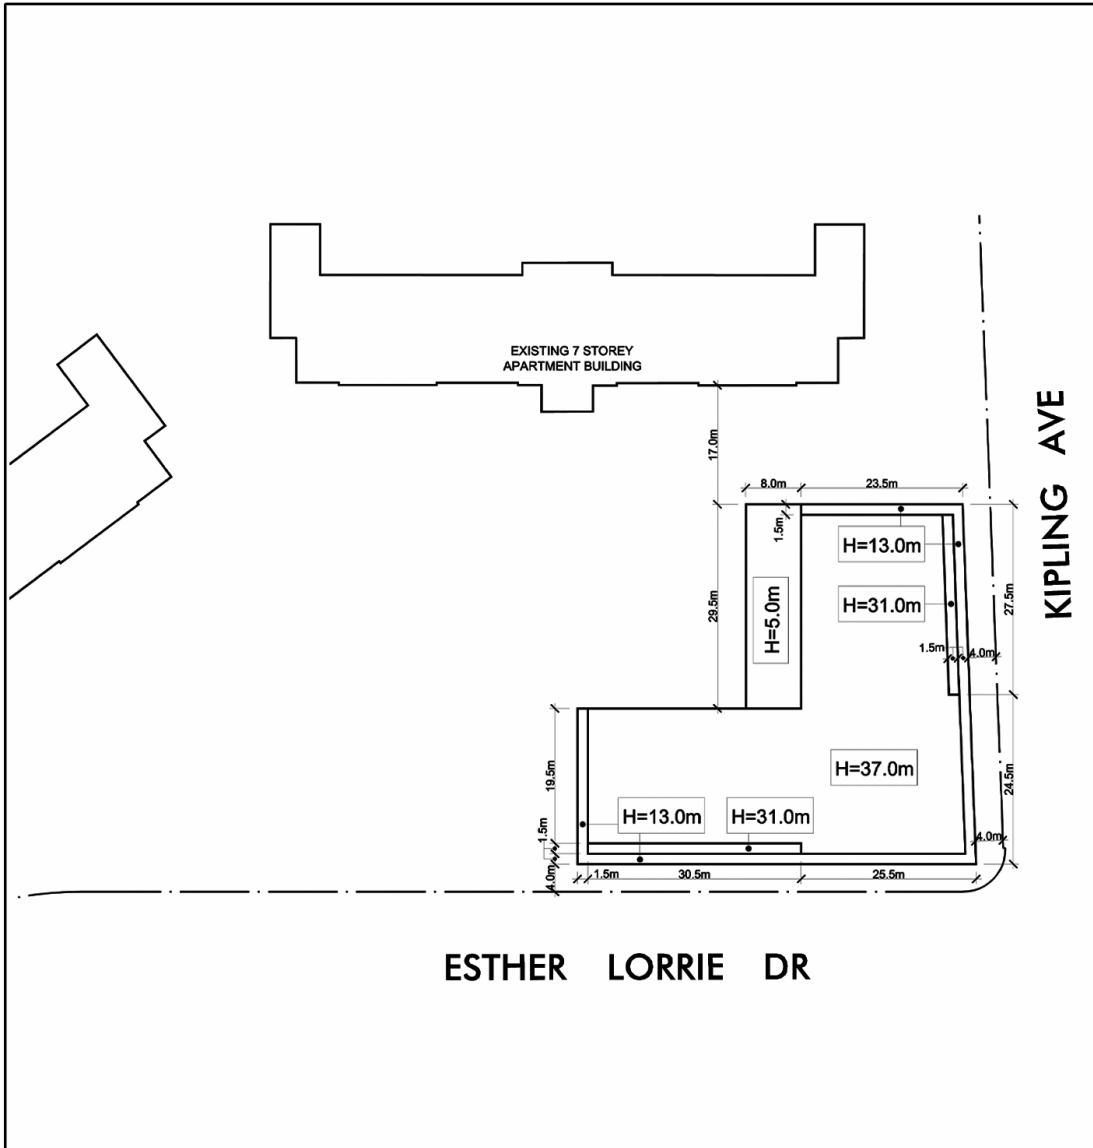 EXISTING 7 STOREY
APARTMENT BUILDING
KIPLING AVE
17.0m
8.0m
23.5m
1.5m
H=13.0m
H=31.0m
H=5.0m
29.5m
27.5m
1.5m
4.0m
19.5m
H=37.0m
24.5m
H=13.0m
H=31.0m
1.5m
4.0m
4.0m
1.5m
30.5m
25.5m
ESTHER LORRIE DR